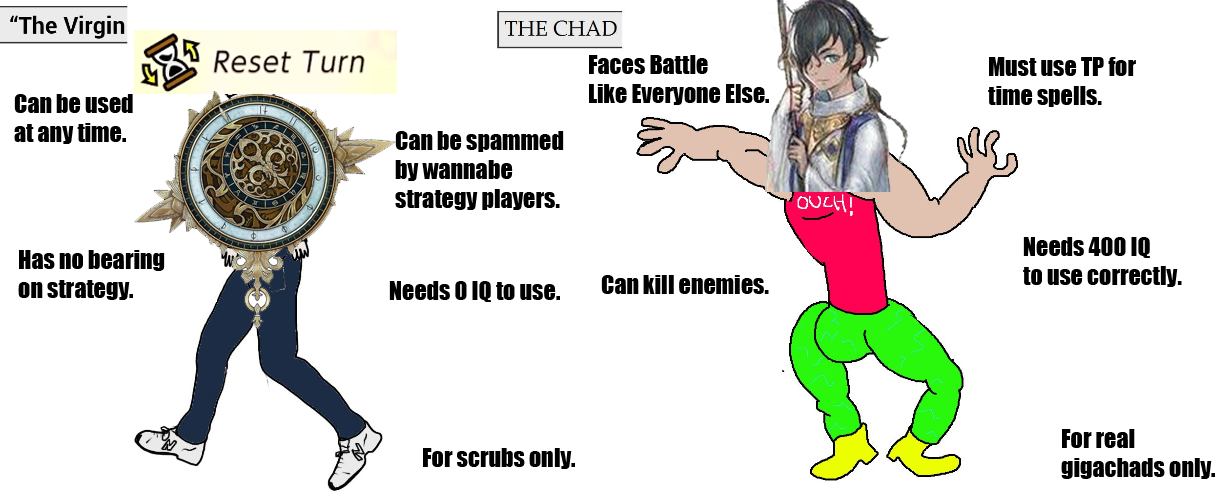 “The Virgin
Reset Turn
Can be used
at any time.
Can be spammed
by wannabe
strategy players.
Has no bearing
on strategy.
Needs 0 IQ to use.
For scrubs only.
THE CHAD
Faces Battle
Like Everyone Else.
Must use TP for
time spells.
OUCH!
Can kill enemies.
Needs 400 IQ
to use correctly.
For real
gigachads only.